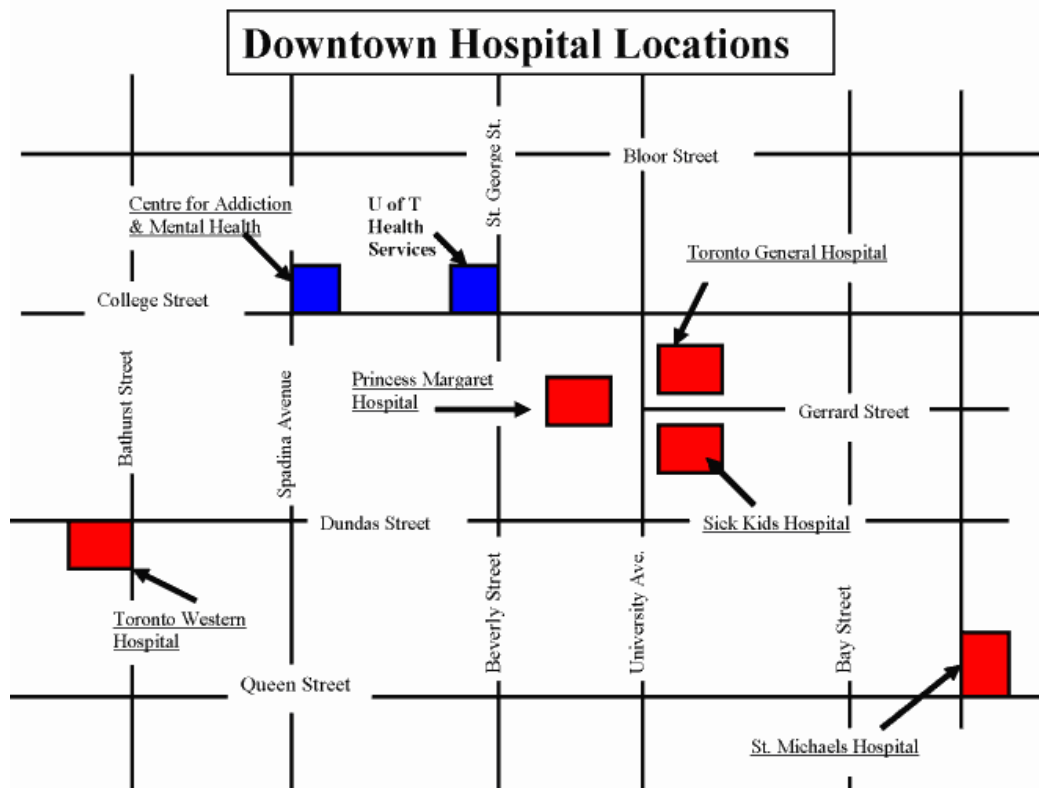 Downtown Hospital Locations
St. George St.
Bloor Street
Centre for Addiction
& Mental Health
U of T
Health
Services
Toronto General Hospital
College Street
Bathurst Street
Spadina Avenue
Princess Margaret
Hospital
Gerrard Street
Dundas Street
Sick Kids Hospital
Toronto Western
Hospital
Beverly Street
University Ave.
Bay Street
Queen Street
St. Michaels Hospital